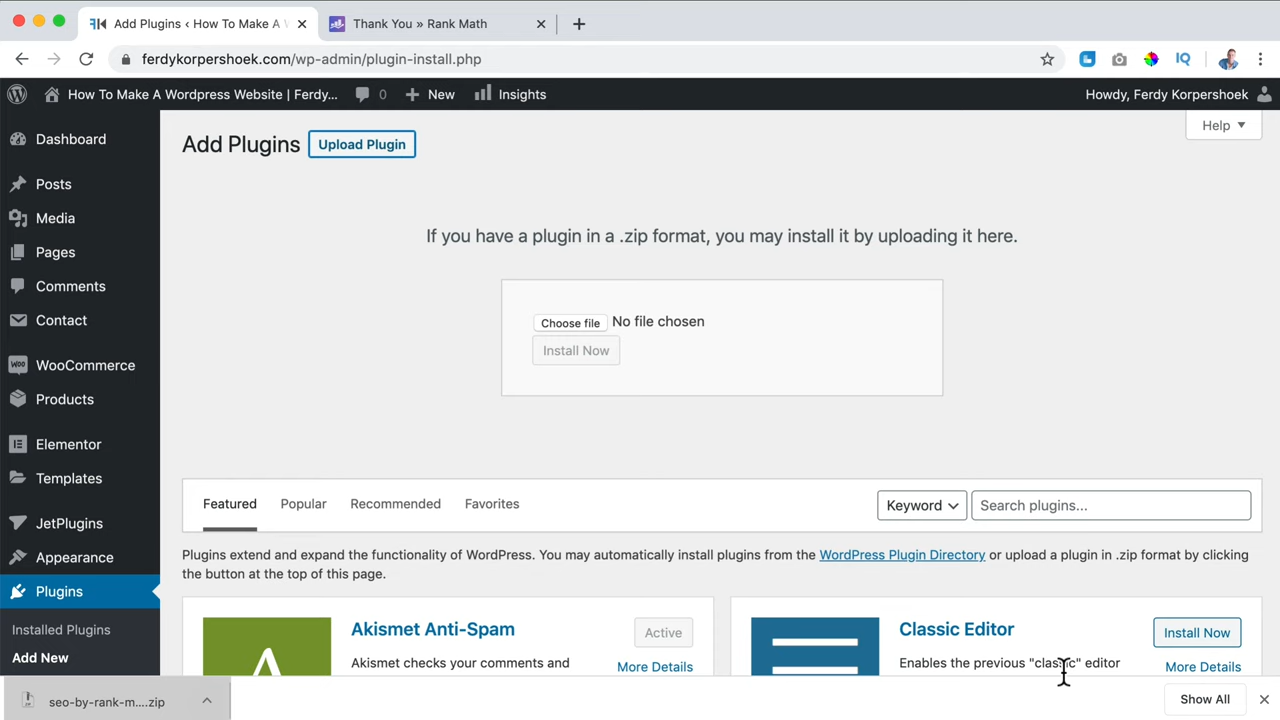 Add Plugins ‹ How To Make A W
Thank You » Rank Math
ferdykorpershoek.com/wp-admin/plugin-install.php
IQ
How To Make A Wordpress Website | Ferdy...
0
New
Insights
Howdy, Ferdy Korpershoek
Dashboard
Posts
Media
Pages
Comments
Contact
WooCommerce
Products
Elementor
Templates
JetPlugins
Appearance
Plugins
Installed Plugins
Add New
Add Plugins
Upload Plugin
Help
If you have a plugin in a .zip format, you may install it by uploading it here.
Choose file No file chosen
Install Now
Featured
Popular
Recommended
Favorites
Keyword
Search plugins...
Plugins extend and expand the functionality of WordPress. You may automatically install plugins from the WordPress Plugin Directory or upload a plugin in .zip format by clicking
the button at the top of this page.
Akismet Anti-Spam
Active
Akismet checks your comments and
More Details
Classic Editor
Install Now
Enables the previous "classic" editor
More Details
seo-by-rank-m....zip
Show All